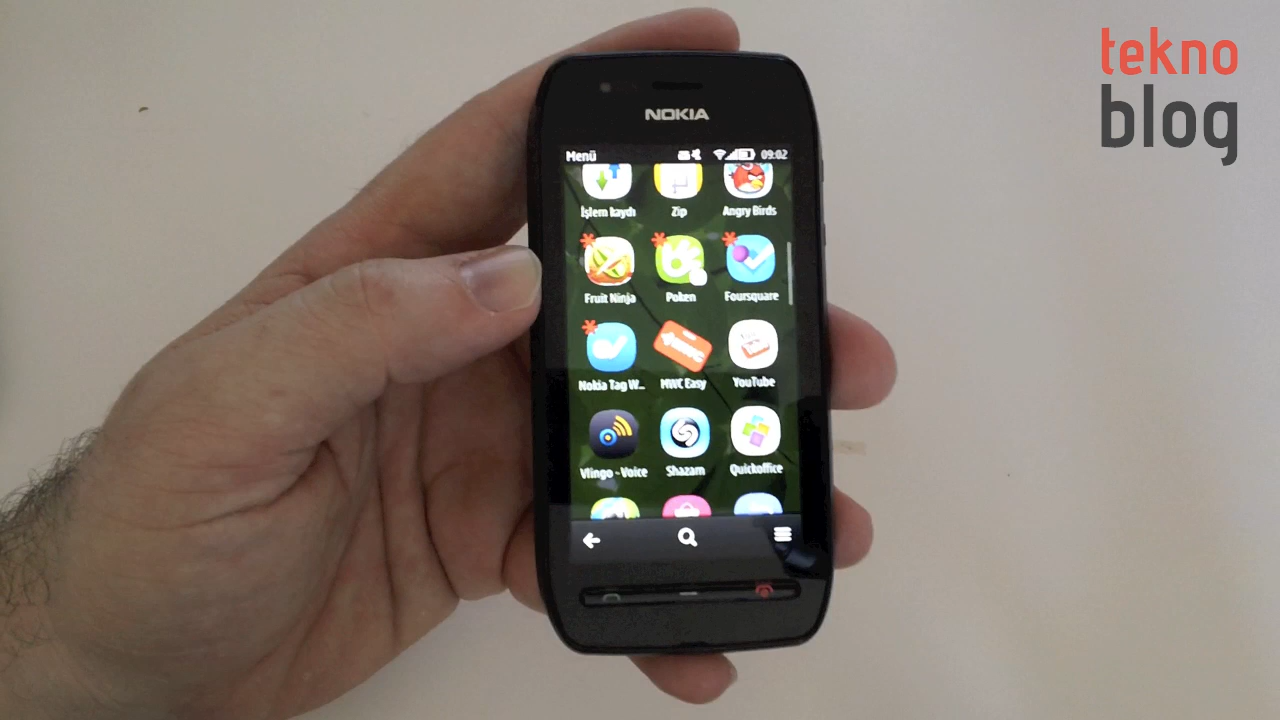 tekno
blog
NOKIA
Menü 09:02
İşlem kaydı Zip Angry Birds
Fruit Ninja Poken Foursquare
Nokia Tag W... MWC Easy YouTube
Vlingo - Voice Shazam Quickoffice